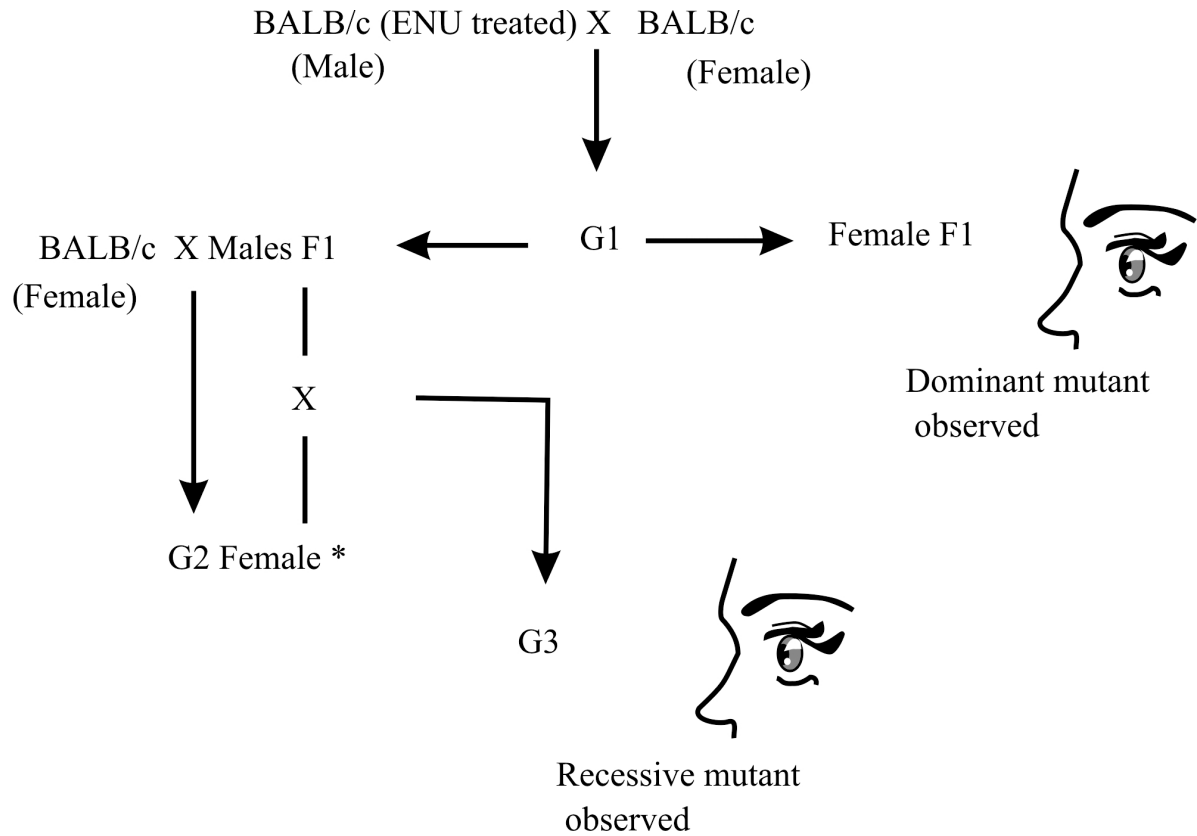 BALB/c (ENU treated) X BALB/c
(Male) (Female)
BALB/c X Males F1
(Female)
G1
Female F1
Dominant mutant
observed
X
G2 Female *
G3
Recessive mutant
observed